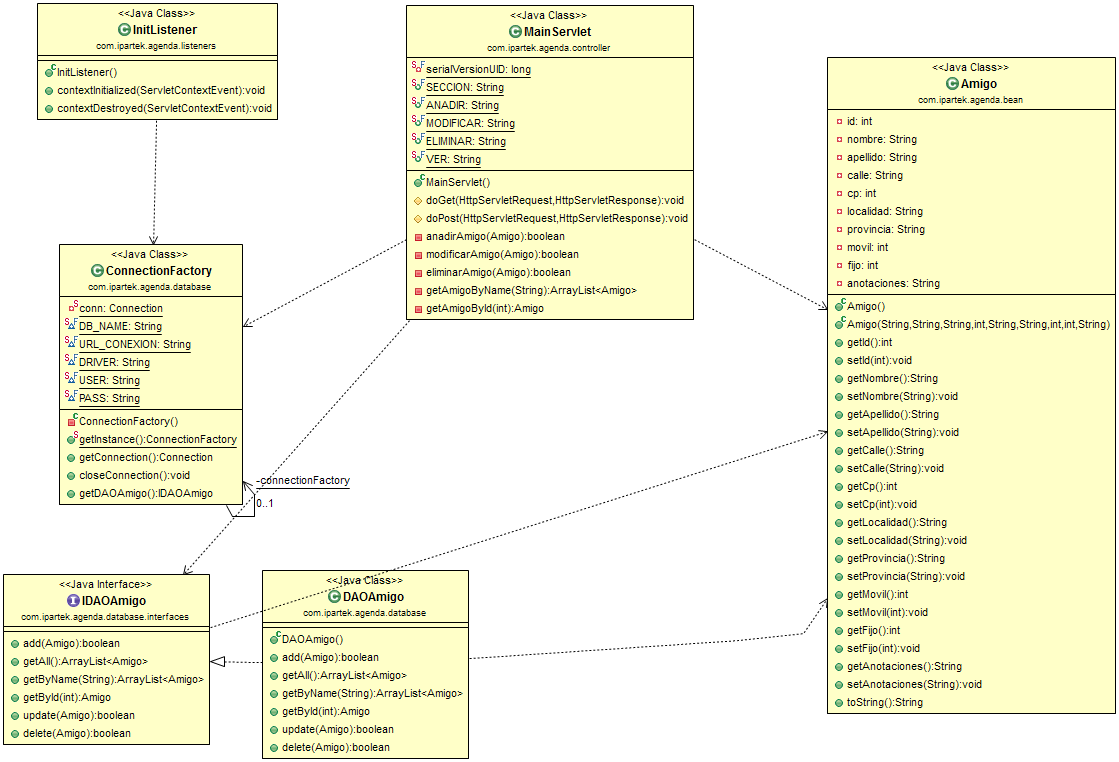 <<Java Class>>
InitListener
com.ipartek.agenda.listeners
InitListener()
contextInitialized(ServletContextEvent):void
contextDestroyed(ServletContextEvent):void
<<Java Class>>
MainServlet
com.ipartek.agenda.controller
serialVersionUID: long
SECCION: String
ANADIR: String
MODIFICAR: String
ELIMINAR: String
VER: String
MainServlet()
doGet(HttpServletRequest,HttpServletResponse):void
doPost(HttpServletRequest,HttpServletResponse):void
anadirAmigo(Amigo):boolean
modificarAmigo(Amigo):boolean
eliminarAmigo(Amigo):boolean
getAmigoByName(String):ArrayList<Amigo>
getAmigoById(int):Amigo
<<Java Class>>
Amigo
com.ipartek.agenda.bean
id: int
nombre: String
apellido: String
calle: String
cp: int
localidad: String
provincia: String
movil: int
fijo: int
anotaciones: String
Amigo()
Amigo(String,String,String,int,String,String,int,int,String)
getId():int
setId(int):void
getNombre():String
setNombre(String):void
getApellido():String
setApellido(String):void
getCalle():String
setCalle(String):void
getCp():int
setCp(int):void
getLocalidad():String
setLocalidad(String):void
getProvincia():String
setProvincia(String):void
getMovil():int
setMovil(int):void
getFijo():int
setFijo(int):void
getAnotaciones():String
setAnotaciones(String):void
toString():String
<<Java Class>>
ConnectionFactory
com.ipartek.agenda.database
conn: Connection
DB_NAME: String
URL_CONEXION: String
DRIVER: String
USER: String
PASS: String
ConnectionFactory()
getInstance():ConnectionFactory
getConnection():Connection
closeConnection():void
getDAOAmigo():IDAOAmigo
-connectionFactory
0..1
<<Java Interface>>
IDAOAmigo
com.ipartek.agenda.database.interfaces
add(Amigo):boolean
getAll():ArrayList<Amigo>
getByName(String):ArrayList<Amigo>
getById(int):Amigo
update(Amigo):boolean
delete(Amigo):boolean
<<Java Class>>
DAOAmigo
com.ipartek.agenda.database
DAOAmigo()
add(Amigo):boolean
getAll():ArrayList<Amigo>
getByName(String):ArrayList<Amigo>
getById(int):Amigo
update(Amigo):boolean
delete(Amigo):boolean